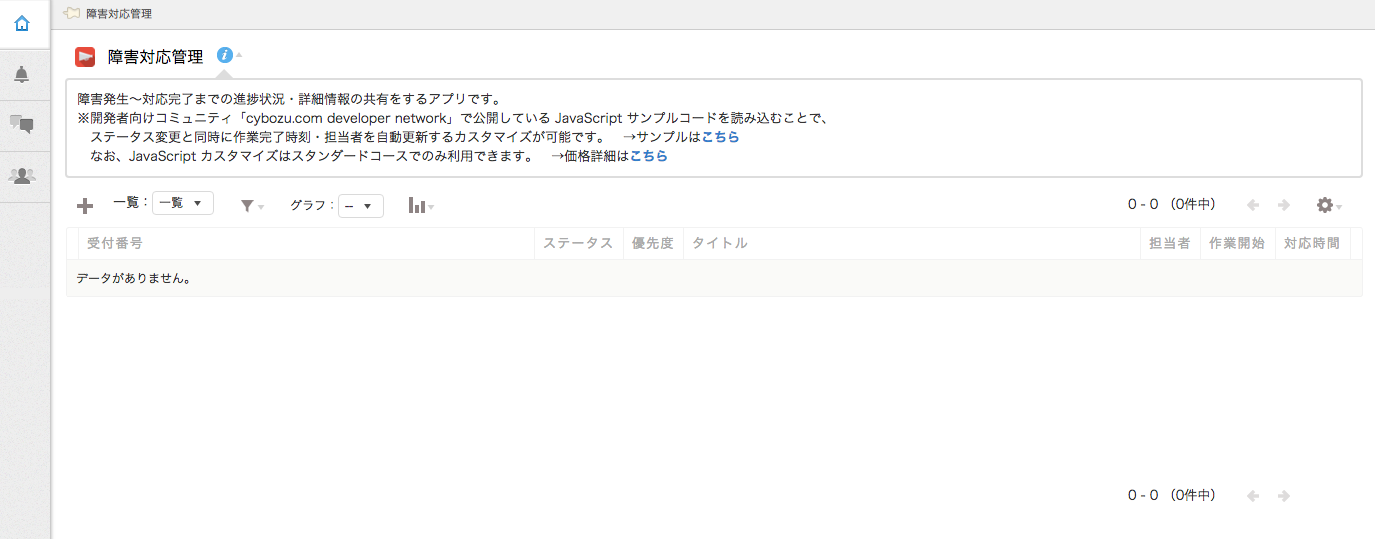 障害対応管理
障害対応管理
障害発生〜対応完了までの進捗状況・詳細情報の共有をするアプリです。
※開発者向けコミュニティ「cybozu.com developer network」で公開している JavaScript サンプルコードを読み込むことで、
ステータス変更と同時に作業完了時刻・担当者を自動更新するカスタマイズが可能です。　→サンプルはこちら
なお、JavaScript カスタマイズはスタンダードコースでのみ利用できます。　→価格詳細はこちら
一覧： 一覧 グラフ： -- 0 - 0 （0件中）
受付番号 ステータス 優先度 タイトル 担当者 作業開始 対応時間
データがありません。
0 - 0 （0件中）